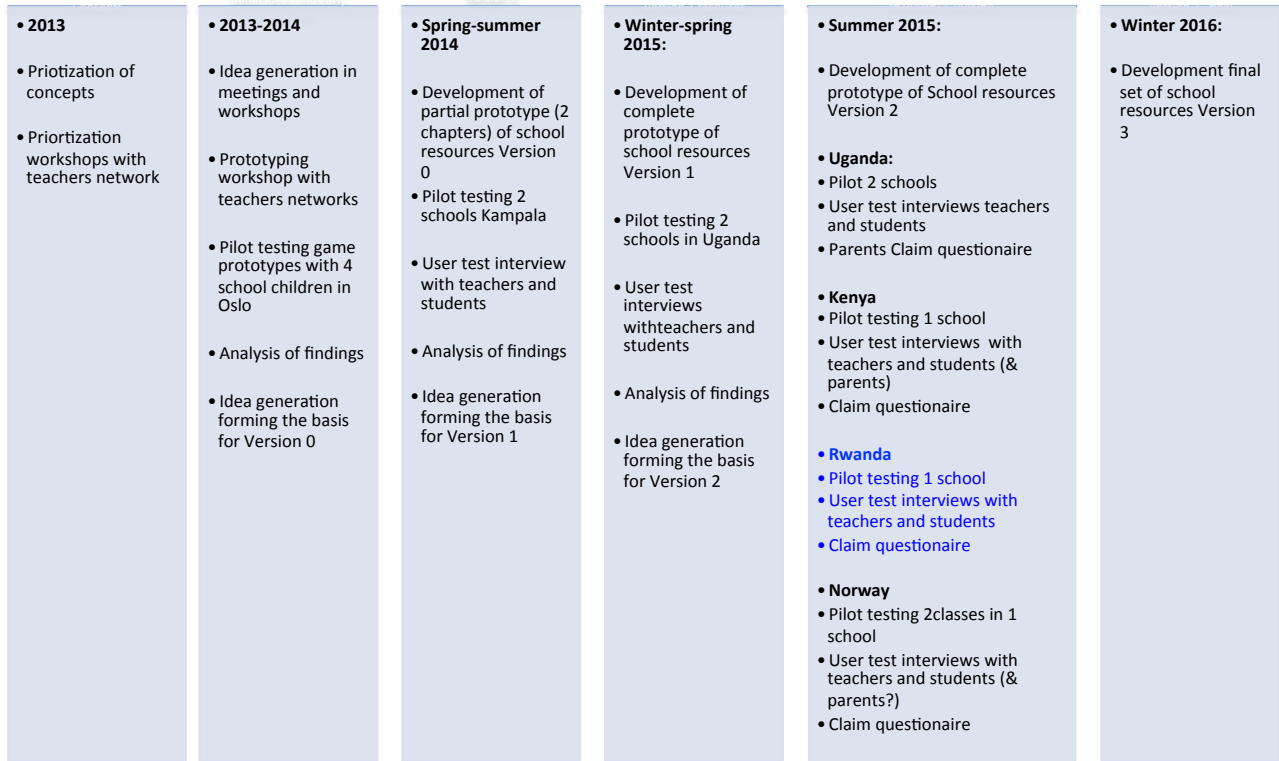 • 2013
• Priotization of
concepts
• Priortization
workshops with
teachers network
• 2013-2014:
• Idea generation in
meetings and
workshops
• Prototyping
workshop with
teachers networks
• Pilot testing game
prototypes with 4
school children in
Oslo
• Analysis of findings
• Idea generation
forming the basis
for Version 0
• Spring-summer
2014
• Development of
partial prototype (2
chapters) of school
resources Version
0
• Pilot testing 2
schools Kampala
• User test interview
with teachers and
students
• Analysis of findings
• Idea generation
forming the basis
for Version 1
• Winter-spring
2015:
• Development of
complete
prototype of
school resources
Version 1
• Pilot testing 2
schools in Uganda
• User test
interviews
withteachers and
students
• Analysis of findings
• Idea generation
forming the basis
for Version 2
• Summer 2015:
• Development of complete
prototype of School resources
Version 2
• Uganda:
• Pilot 2 schools
• User test interviews teachers
and students
• Parents Claim questionaire
• Kenya
• Pilot testing 1 school
• User test interviews with
teachers and students (&
parents)
• Claim questionaire
• Rwanda
• Pilot testing 1 school
• User test interviews with
teachers and students
• Claim questionaire
• Norway
• Pilot testing 2classes in 1
school
• User test interviews with
teachers and students (&
parents?)
• Claim questionaire
• Winter 2016:
• Development final
set of school
resources Version
3